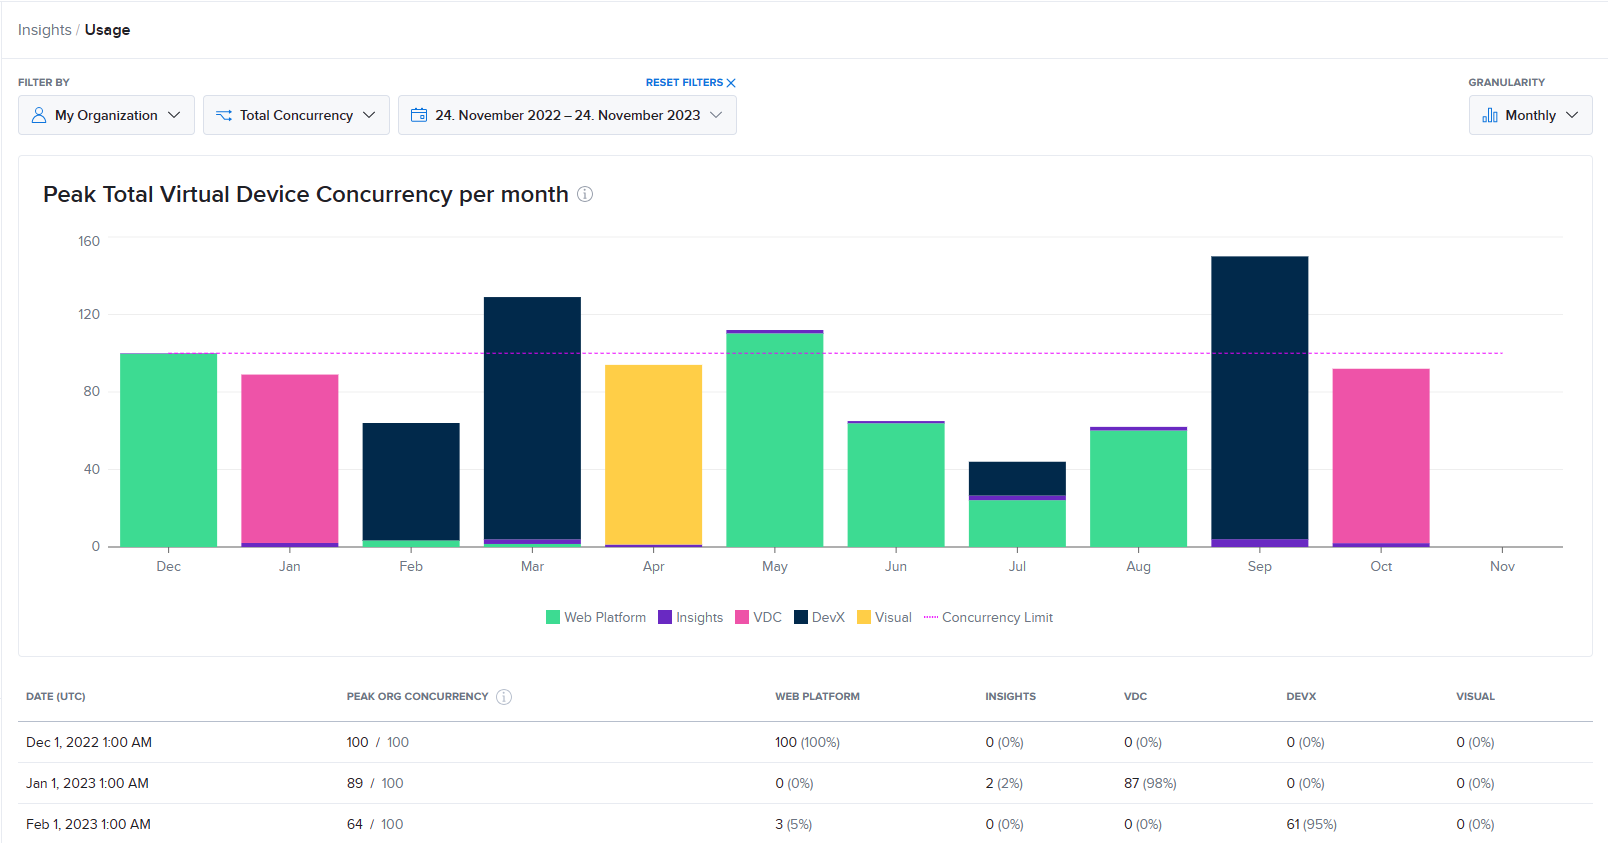 Insights / Usage
FILTER BY
RESET FILTERS
GRANULARITY
My Organization
Total Concurrency
24. November 2022 – 24. November 2023
Monthly
Peak Total Virtual Device Concurrency per month
160
120
80
40
0
Dec Jan Feb Mar Apr May Jun Jul Aug Sep Oct Nov
Web Platform Insights VDC DevX Visual Concurrency Limit
DATE (UTC) PEAK ORG CONCURRENCY WEB PLATFORM INSIGHTS VDC DEVX VISUAL
Dec 1, 2022 1:00 AM 100 / 100 100 (100%) 0 (0%) 0 (0%) 0 (0%) 0 (0%)
Jan 1, 2023 1:00 AM 89 / 100 0 (0%) 2 (2%) 87 (98%) 0 (0%) 0 (0%)
Feb 1, 2023 1:00 AM 64 / 100 3 (5%) 0 (0%) 0 (0%) 61 (95%) 0 (0%)